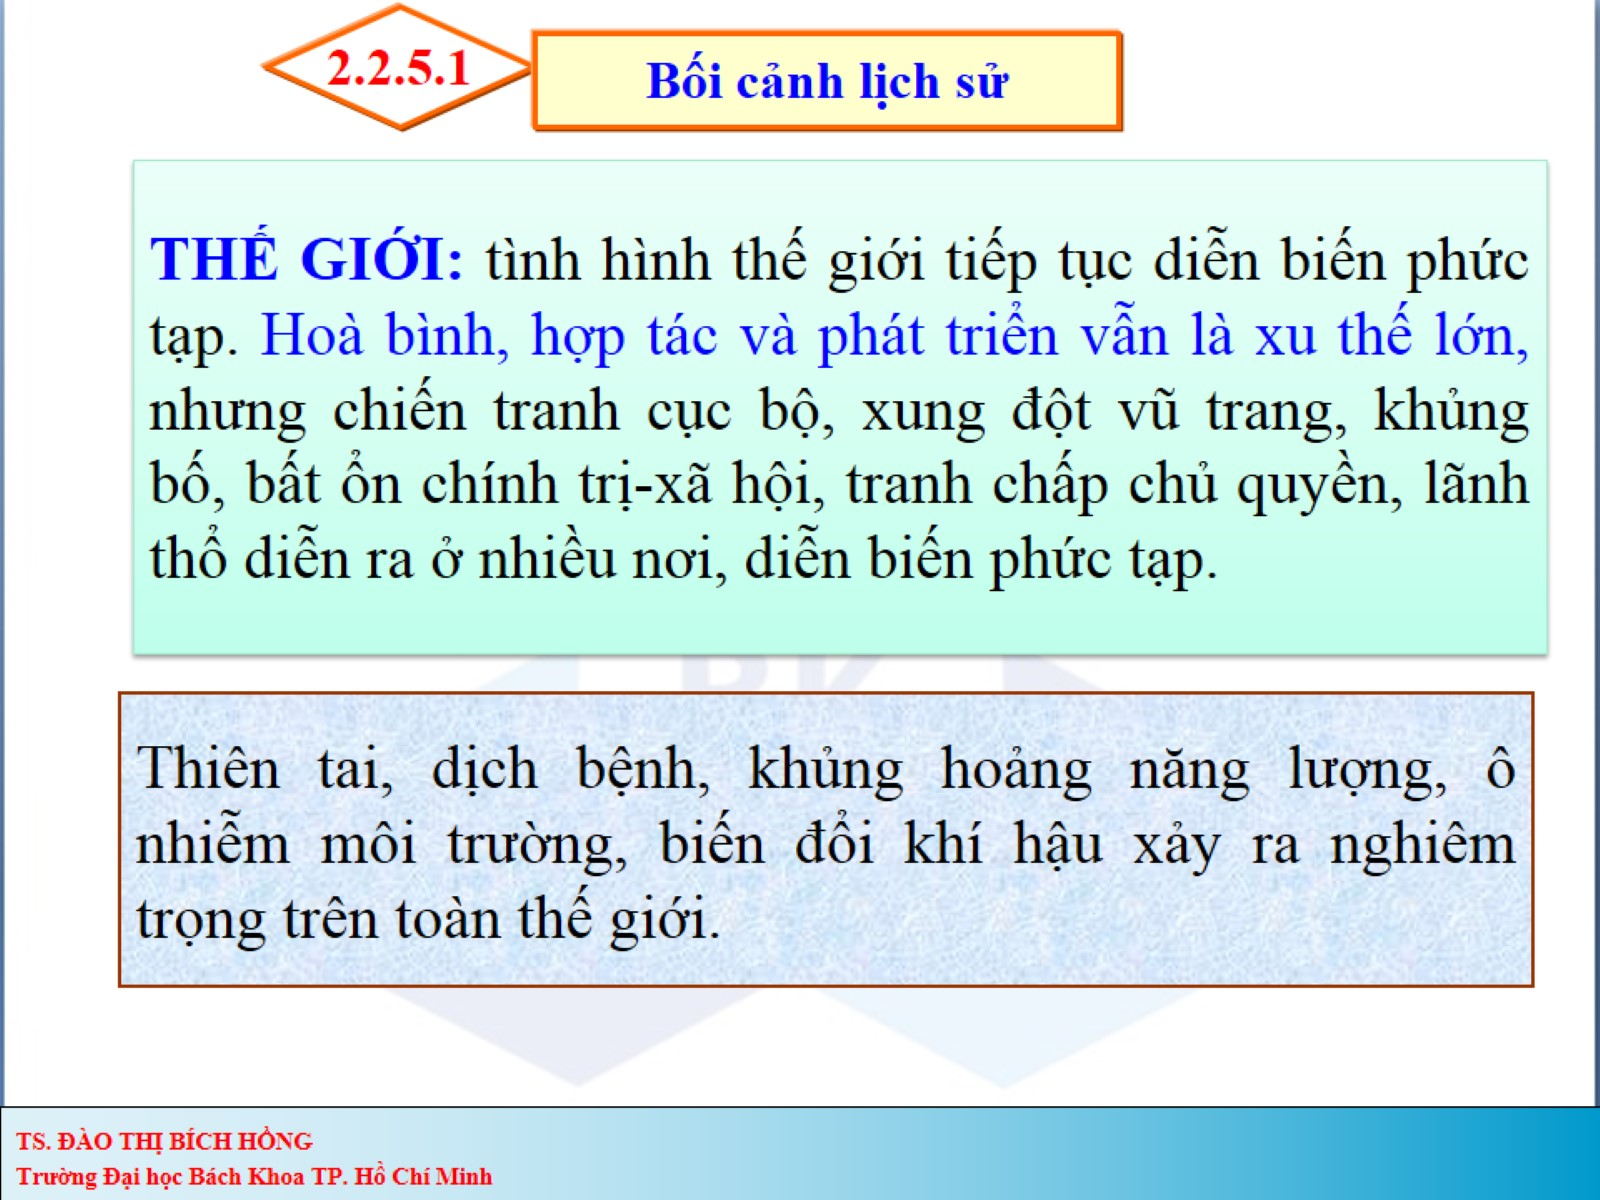 2.2.5.1
Bối cảnh lịch sử
THẾ GIỚI: tình hình thế giới tiếp tục diễn biến phức
tạp. Hoà bình, hợp tác và phát triển vẫn là xu thế lớn,
nhưng chiến tranh cục bộ, xung đột vũ trang, khủng
bố, bất ổn chính trị-xã hội, tranh chấp chủ quyền, lãnh
thổ diễn ra ở nhiều nơi, diễn biến phức tạp.
BK
Thiên tai, dịch bệnh, khủng hoảng năng lượng, ô
nhiễm môi trường, biến đổi khí hậu xảy ra nghiêm
trọng trên toàn thế giới.
TS. ĐÀO THỊ BÍCH HỒNG
Trường Đại học Bách Khoa TP. Hồ Chí Minh